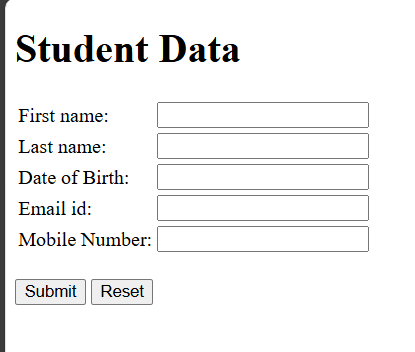 Student Data
First name:
Last name:
Date of Birth:
Email id:
Mobile Number:
Submit Reset